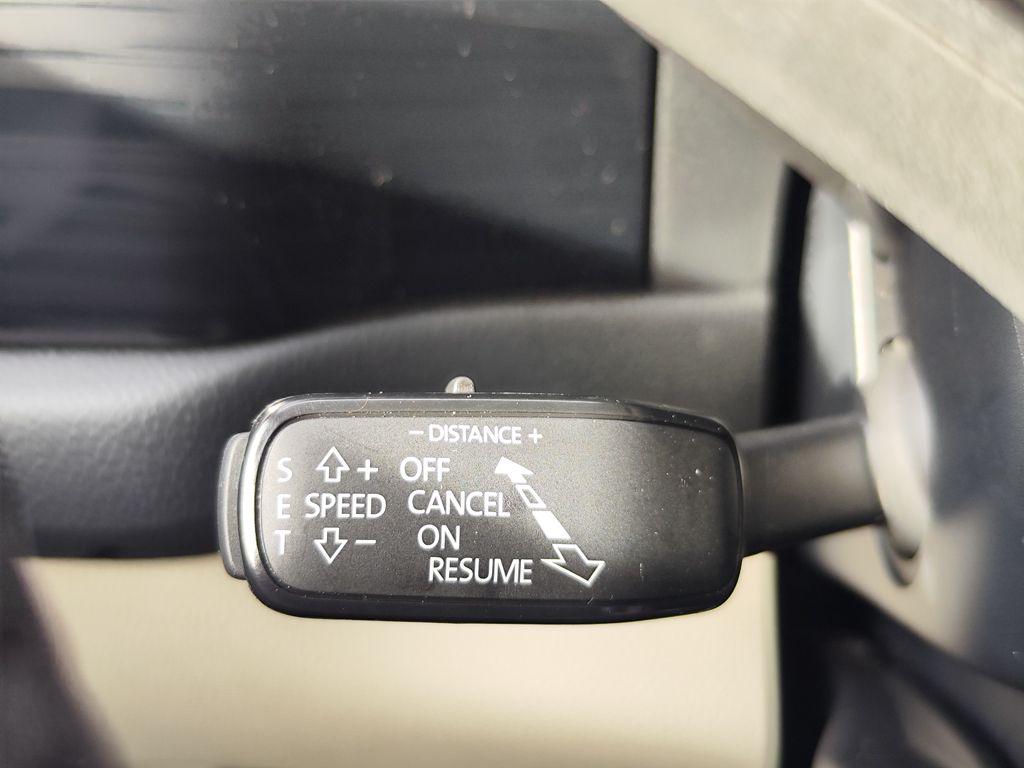 − DISTANCE +
S + OFF
E SPEED CANCEL
T − ON
RESUME